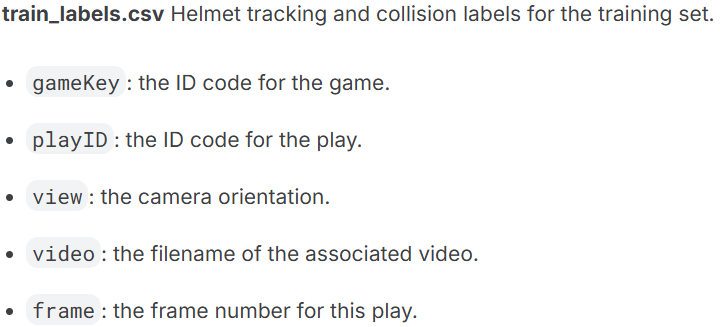 train_labels.csv Helmet tracking and collision labels for the training set.
• gameKey: the ID code for the game.
• playID: the ID code for the play.
• view: the camera orientation.
• video: the filename of the associated video.
• frame: the frame number for this play.